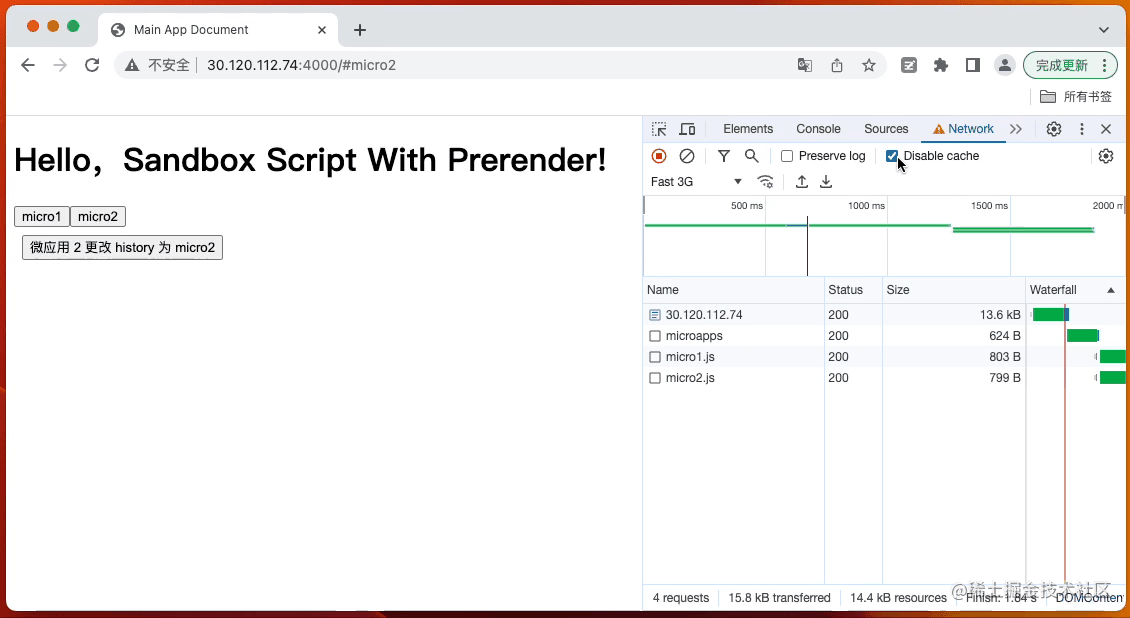 Main App Document
不安全 30.120.112.74:4000/#micro2
完成更新
所有书签
Hello, Sandbox Script With Prerender!
micro1 micro2
微应用 2 更改 history 为 micro2
Elements Console Sources Network
Preserve log Disable cache
Fast 3G
500 ms 1000 ms 1500 ms 2000 m
Name Status Size Waterfall
30.120.112.74 200 13.6 kB
microapps 200 624 B
micro1.js 200 803 B
micro2.js 200 799 B
4 requests 15.8 kB transferred 14.4 kB resources Finish: 1.84 s DOMConten
@稀土掘金技术社区